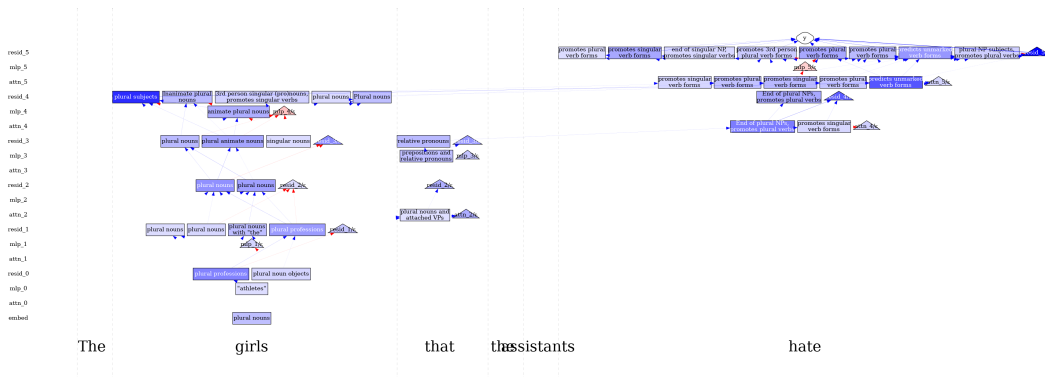 y
resid_5
promotes plural
verb forms
promotes singular
verb forms
end of singular NP,
promotes singular verbs
promotes 3rd person
plural verb forms
promotes plural
verb forms
promotes plural
verb forms
predicts unmarked
verb forms
plural NP subjects,
promotes plural verbs
mlp_5
attn_5
promotes singular
verb forms
promotes plural
verb forms
promotes singular
verb forms
promotes plural
verb forms
predicts unmarked
verb forms
resid_4
plural subjects
inanimate plural
nouns
3rd person singular (pronouns),
promotes singular verbs
plural nouns
Plural nouns
End of plural NPs,
promotes plural verbs
mlp_4
animate plural nouns
attn_4
End of plural NPs,
promotes plural verbs
promotes singular
verb forms
resid_3
plural nouns
plural animate nouns
singular nouns
relative pronouns
mlp_3
prepositions and
relative pronouns
attn_3
resid_2
plural nouns
plural nouns
mlp_2
attn_2
plural nouns and
attached VPs
resid_1
plural nouns
plural nouns
plural nouns
with "the"
plural professions
mlp_1
attn_1
resid_0
plural professions
plural noun objects
mlp_0
"athletes"
attn_0
embed
plural nouns
The
girls
that
the
assistants
hate